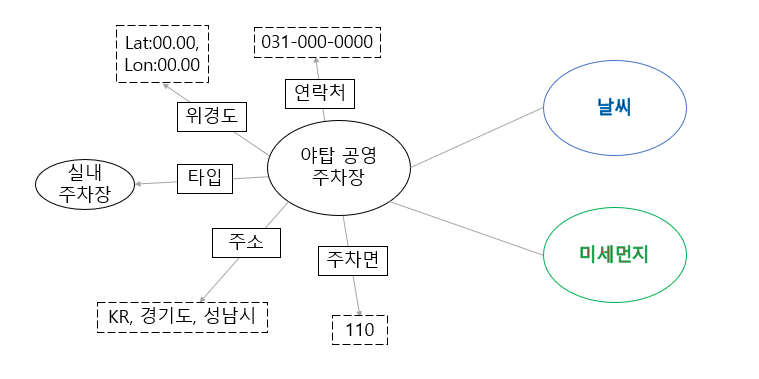 Lat:00.00,
Lon:00.00
031-000-0000
연락처
위경도
날씨
야탑 공영
주차장
실내
주차장
타입
주소
주차면
미세먼지
KR, 경기도, 성남시
110